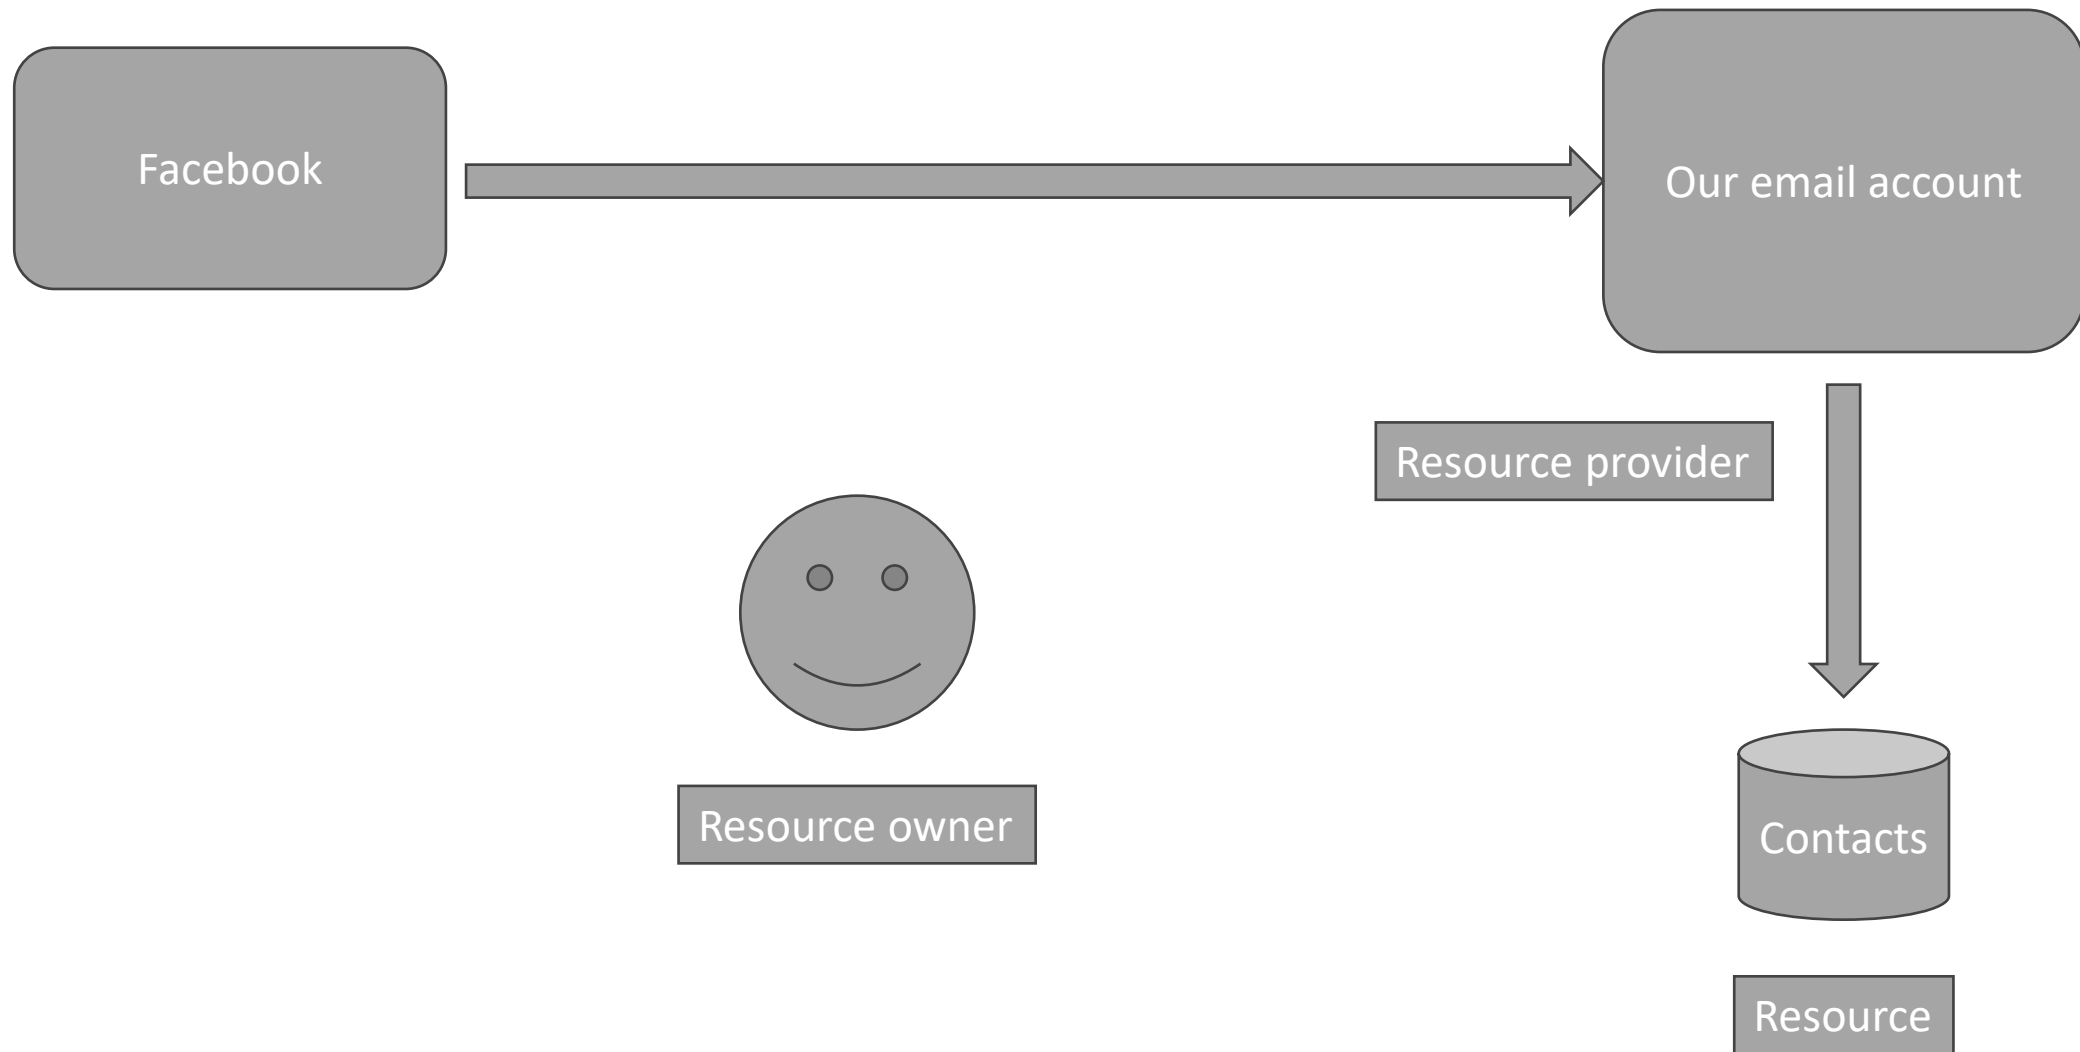 Facebook
Our email account
Resource provider
Resource owner
Contacts
Resource